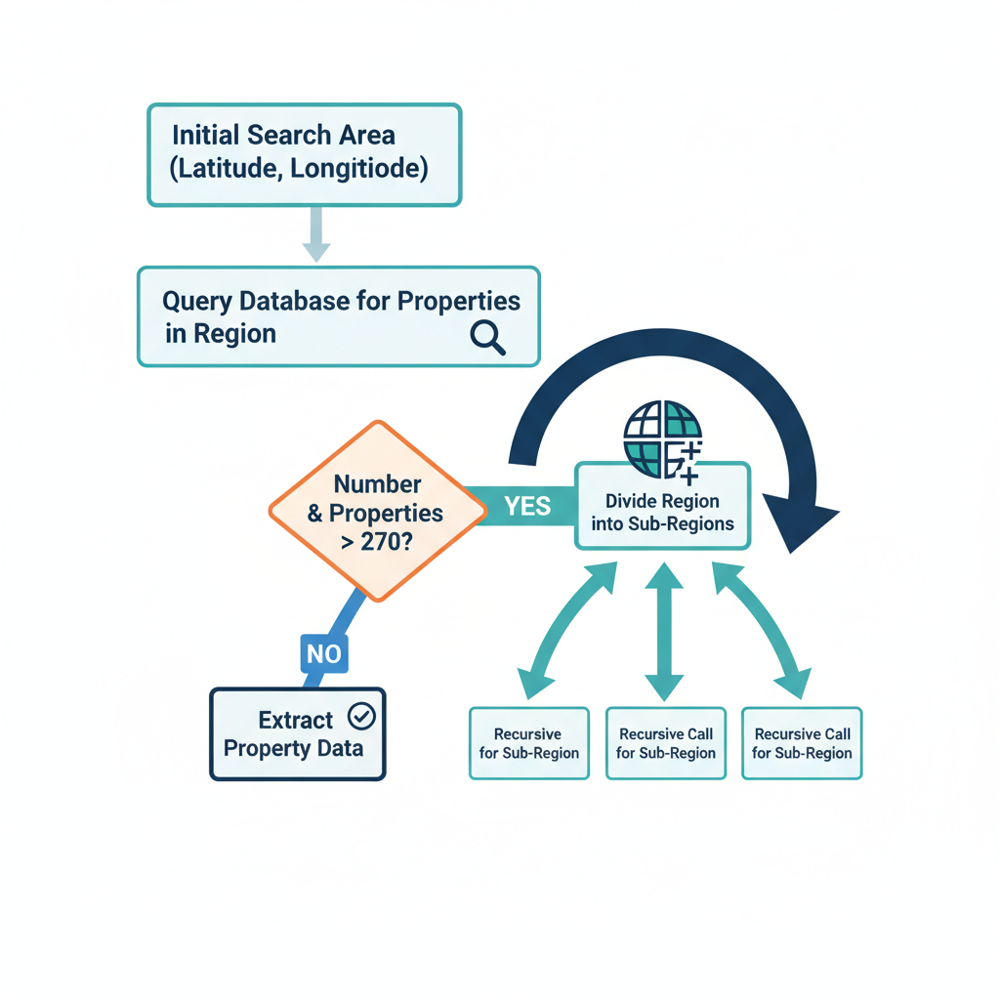 Initial Search Area
(Latitude, Longitiode)
Query Database for Properties
in Region
Number
& Properties
> 270?
YES
Divide Region
into Sub-Regions
NO
Extract
Property Data
Recursive
for Sub-Region
Recursive Call
for Sub-Region
Recursive Call
for Sub-Region